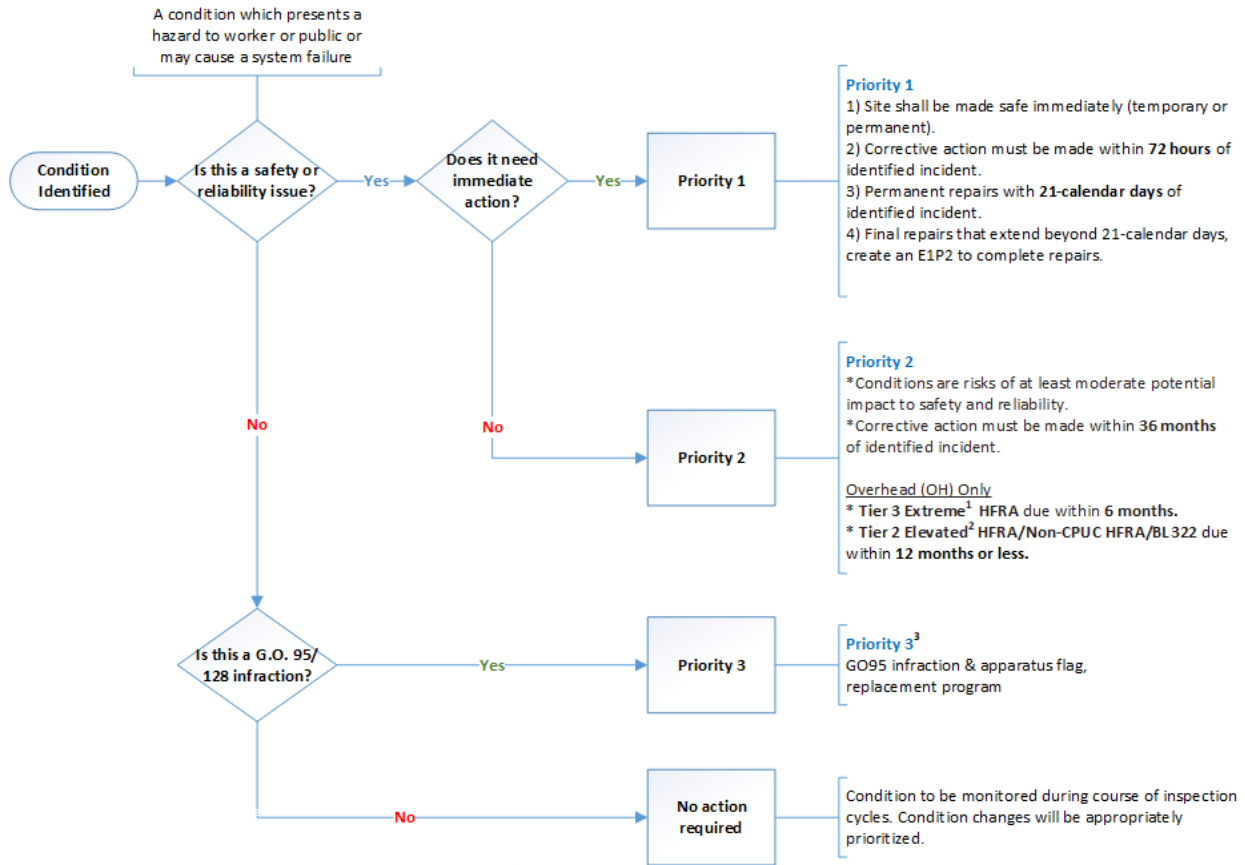 A condition which presents a
hazard to worker or public or
may cause a system failure
Condition
Identified
Is this a safety or
reliability issue?
Yes
Does it need
immediate
action?
Yes
Priority 1
Priority 1
1) Site shall be made safe immediately (temporary or
permanent).
2) Corrective action must be made within 72 hours of
identified incident.
3) Permanent repairs with 21-calendar days of
identified incident.
4) Final repairs that extend beyond 21-calendar days,
create an E1P2 to complete repairs.
No
No
Priority 2
Priority 2
*Conditions are risks of at least moderate potential
impact to safety and reliability.
*Corrective action must be made within 36 months
of identified incident.
Overhead (OH) Only
* Tier 3 Extreme¹ HFRA due within 6 months.
* Tier 2 Elevated² HFRA/Non-CPUC HFRA/BL322 due
within 12 months or less.
Is this a G.O. 95/
128 infraction?
Yes
Priority 3
Priority 3³
GO95 infraction & apparatus flag,
replacement program
No
No action
required
Condition to be monitored during course of inspection
cycles. Condition changes will be appropriately
prioritized.